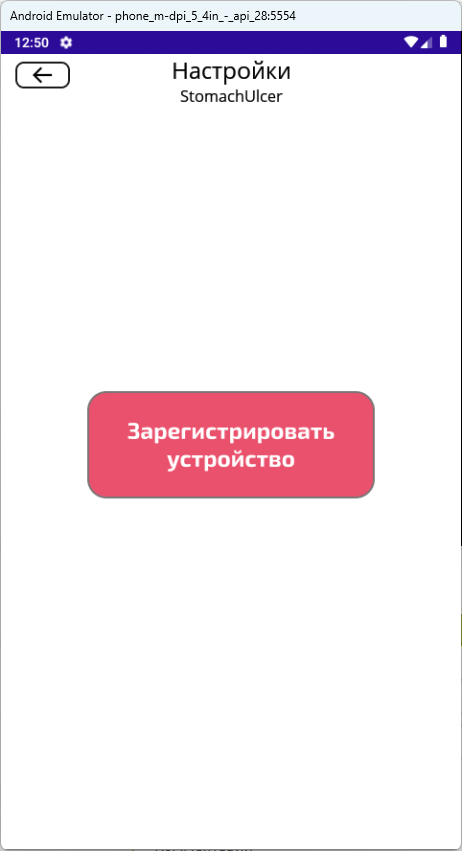 Android Emulator - phone_m-dpi_5_4in_-_api_28:5554
12:50
Настройки
StomachUlcer
Зарегистрировать
устройство